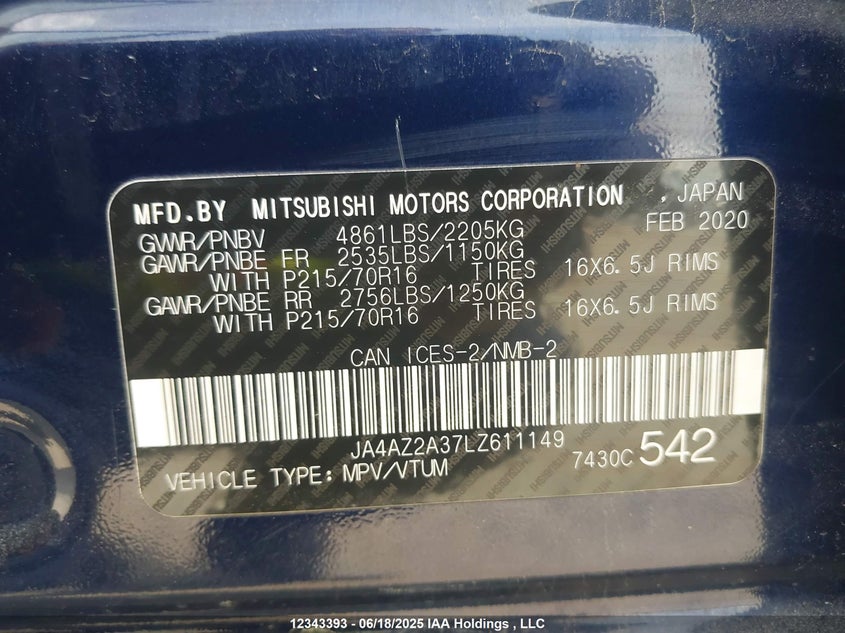 MFD.BY MITSUBISHI MOTORS CORPORATION , JAPAN
GVWR/PNBV 4861LBS/2205KG FEB 2020
GAWR/PNBE FR 2535LBS/1150KG
WITH P215/70R16 TIRES 16X6.5J RIMS
GAWR/PNBE RR 2756LBS/1250KG
WITH P215/70R16 TIRES 16X6.5J RIMS
CAN ICES-2/NMB-2
JA4AZ2A37LZ611149
7430C 542
VEHICLE TYPE: MPV/VTUM
12343393 - 06/18/2025 IAA Holdings , LLC